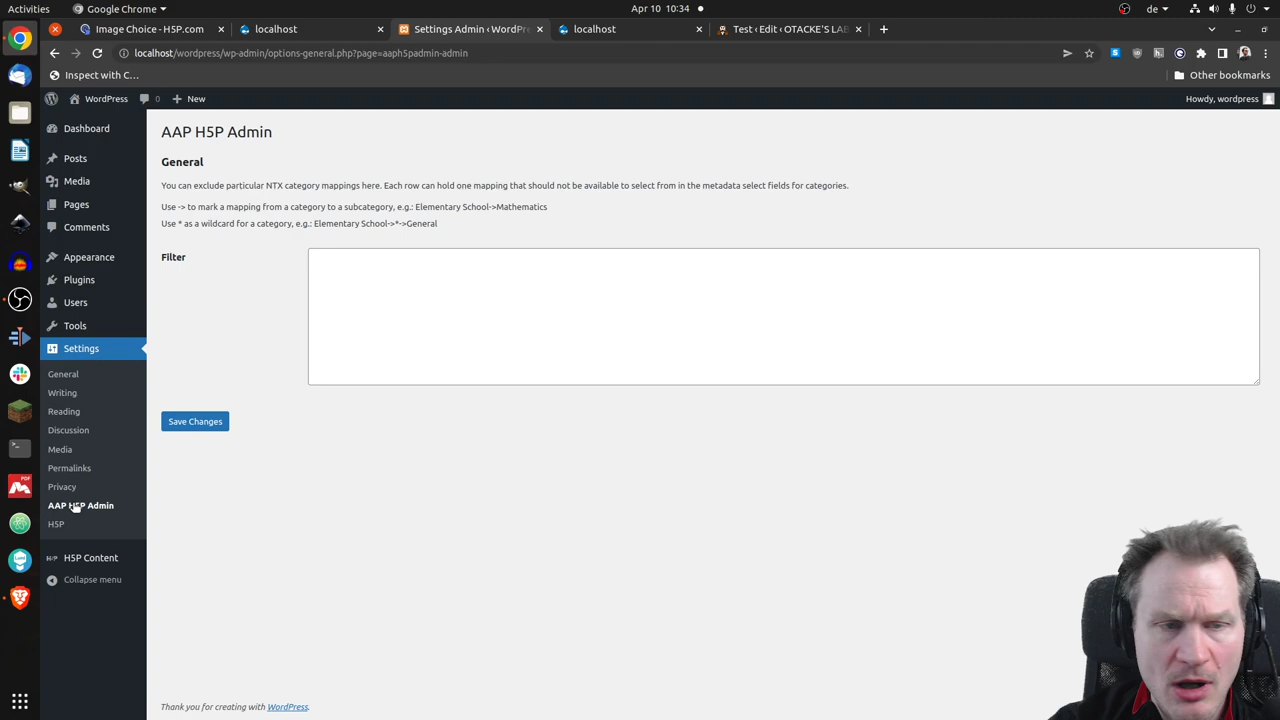 Activities
Google Chrome
Apr 10 10:34
de
Image Choice - H5P.com
localhost
Settings Admin ‹ WordPre
localhost
Test ‹ Edit ‹ OTACKE'S LAB
localhost/wordpress/wp-admin/options-general.php?page=aaph5padmin-admin
Inspect with C…
Other bookmarks
WordPress
0
New
Howdy, wordpress
Dashboard
Posts
Media
Pages
Comments
Appearance
Plugins
Users
Tools
Settings
General
Writing
Reading
Discussion
Media
Permalinks
Privacy
AAP H5P Admin
H5P
H5P Content
Collapse menu
AAP H5P Admin
General
You can exclude particular NTX category mappings here. Each row can hold one mapping that should not be available to select from in the metadata select fields for categories.
Use -> to mark a mapping from a category to a subcategory, e.g.: Elementary School->Mathematics
Use * as a wildcard for a category, e.g.: Elementary School->*->General
Filter
Save Changes
Thank you for creating with WordPress.